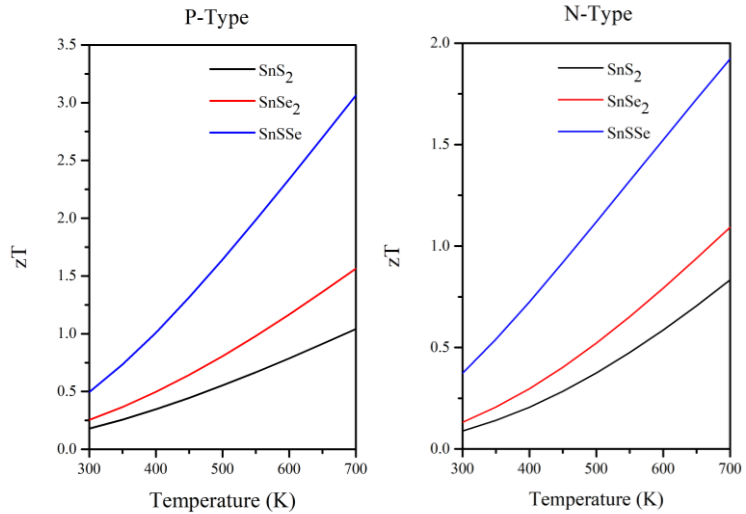 P-Type
3.5
3.0
2.5
2.0
1.5
1.0
0.5
0.0
zT
SnS2
SnSe2
SnSSe
300 400 500 600 700
Temperature (K)
N-Type
2.0
1.5
1.0
0.5
0.0
zT
SnS2
SnSe2
SnSSe
300 400 500 600 700
Temperature (K)